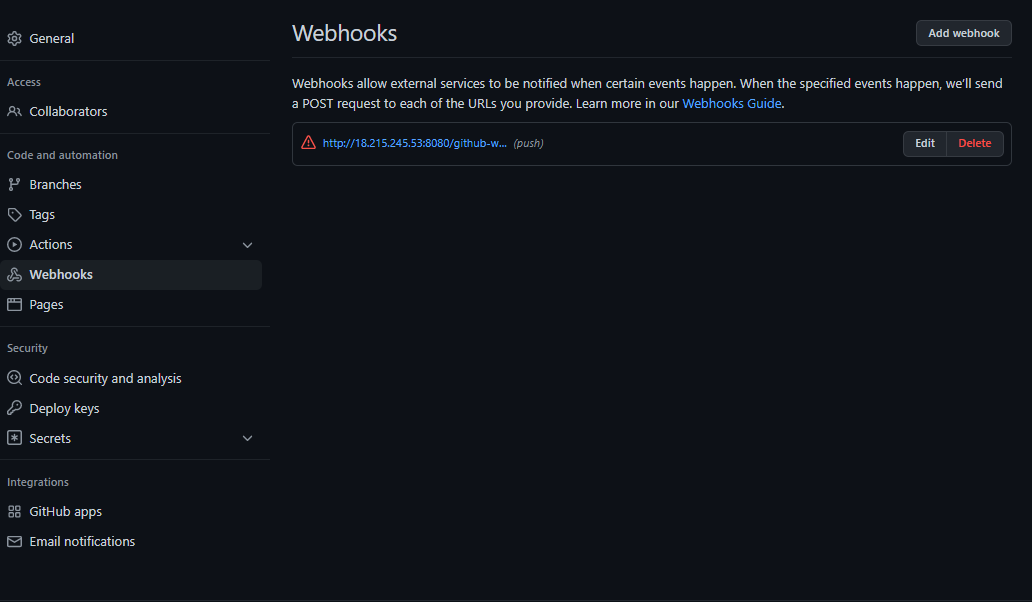 General
Access
Collaborators
Code and automation
Branches
Tags
Actions
Webhooks
Pages
Security
Code security and analysis
Deploy keys
Secrets
Integrations
GitHub apps
Email notifications
Webhooks
Add webhook
Webhooks allow external services to be notified when certain events happen. When the specified events happen, we'll send
a POST request to each of the URLs you provide. Learn more in our Webhooks Guide.
http://18.215.245.53:8080/github-w... (push)
Edit
Delete